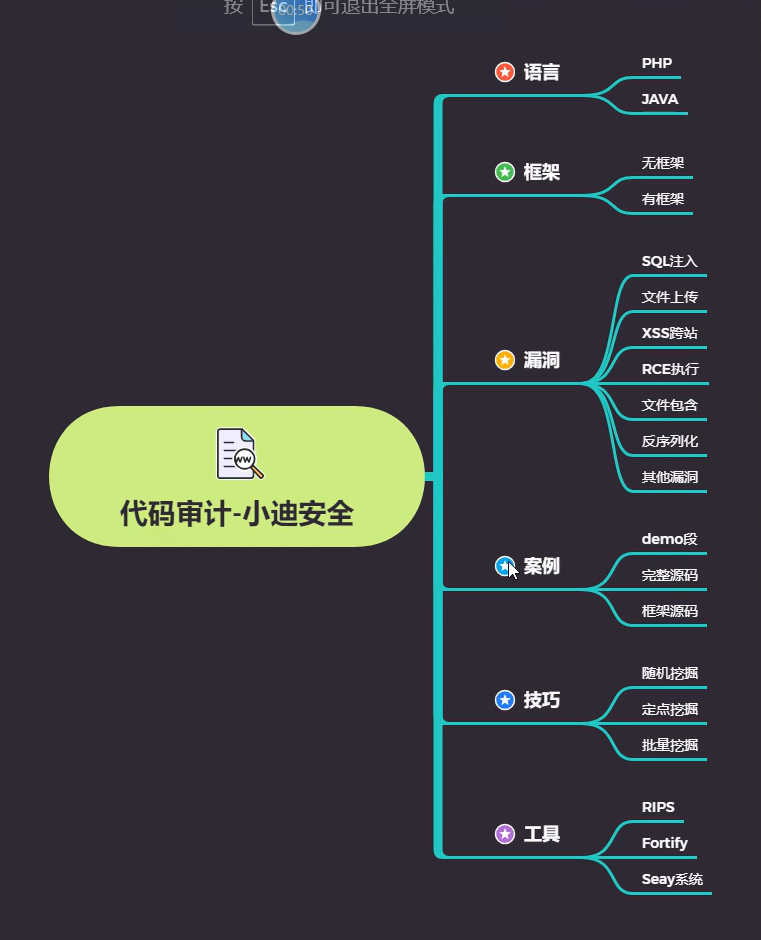 按 Esc 即可退出全屏模式
语言
PHP
JAVA
框架
无框架
有框架
漏洞
SQL注入
文件上传
XSS跨站
RCE执行
文件包含
反序列化
其他漏洞
代码审计-小迪安全
案例
demo段
完整源码
框架源码
技巧
随机挖掘
定点挖掘
批量挖掘
工具
RIPS
Fortify
Seay系统